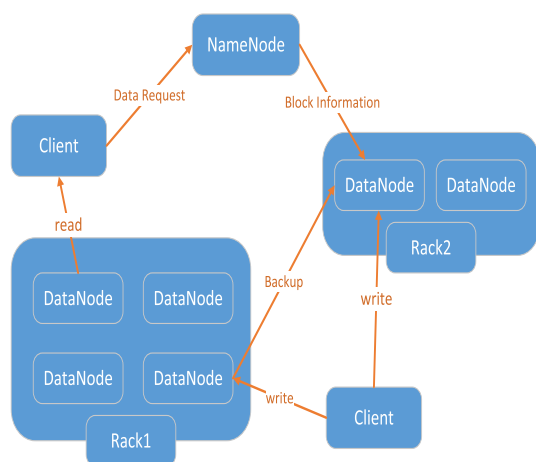 NameNode
Data Request
Block Information
Client
DataNode
DataNode
read
Rack2
Backup
DataNode
DataNode
write
DataNode
DataNode
write
Client
Rack1